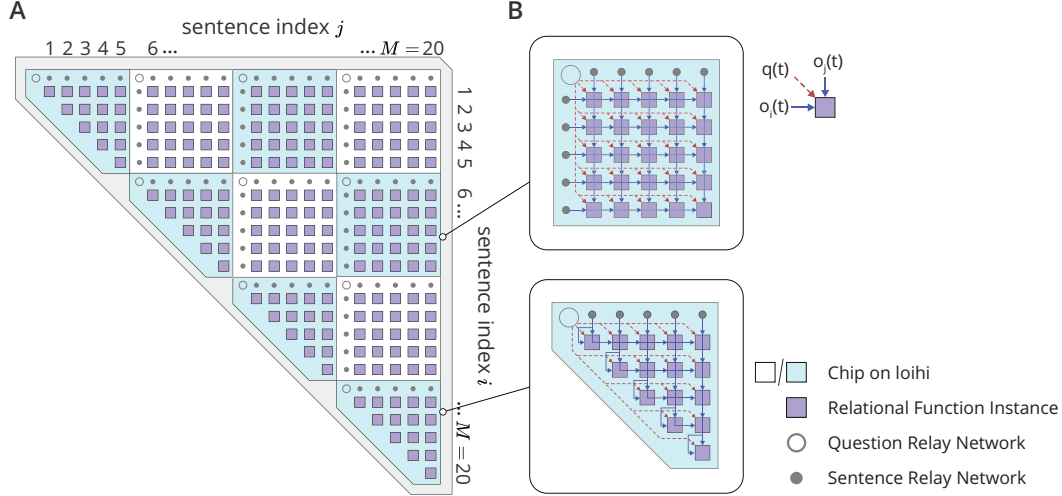 A
B
sentence index j
1 2 3 4 5 6 ... ... M = 20
1
2
3
4
5
6
...
sentence index i
... M = 20
q(t)
oj(t)
oi(t)
Chip on loihi
Relational Function Instance
Question Relay Network
Sentence Relay Network